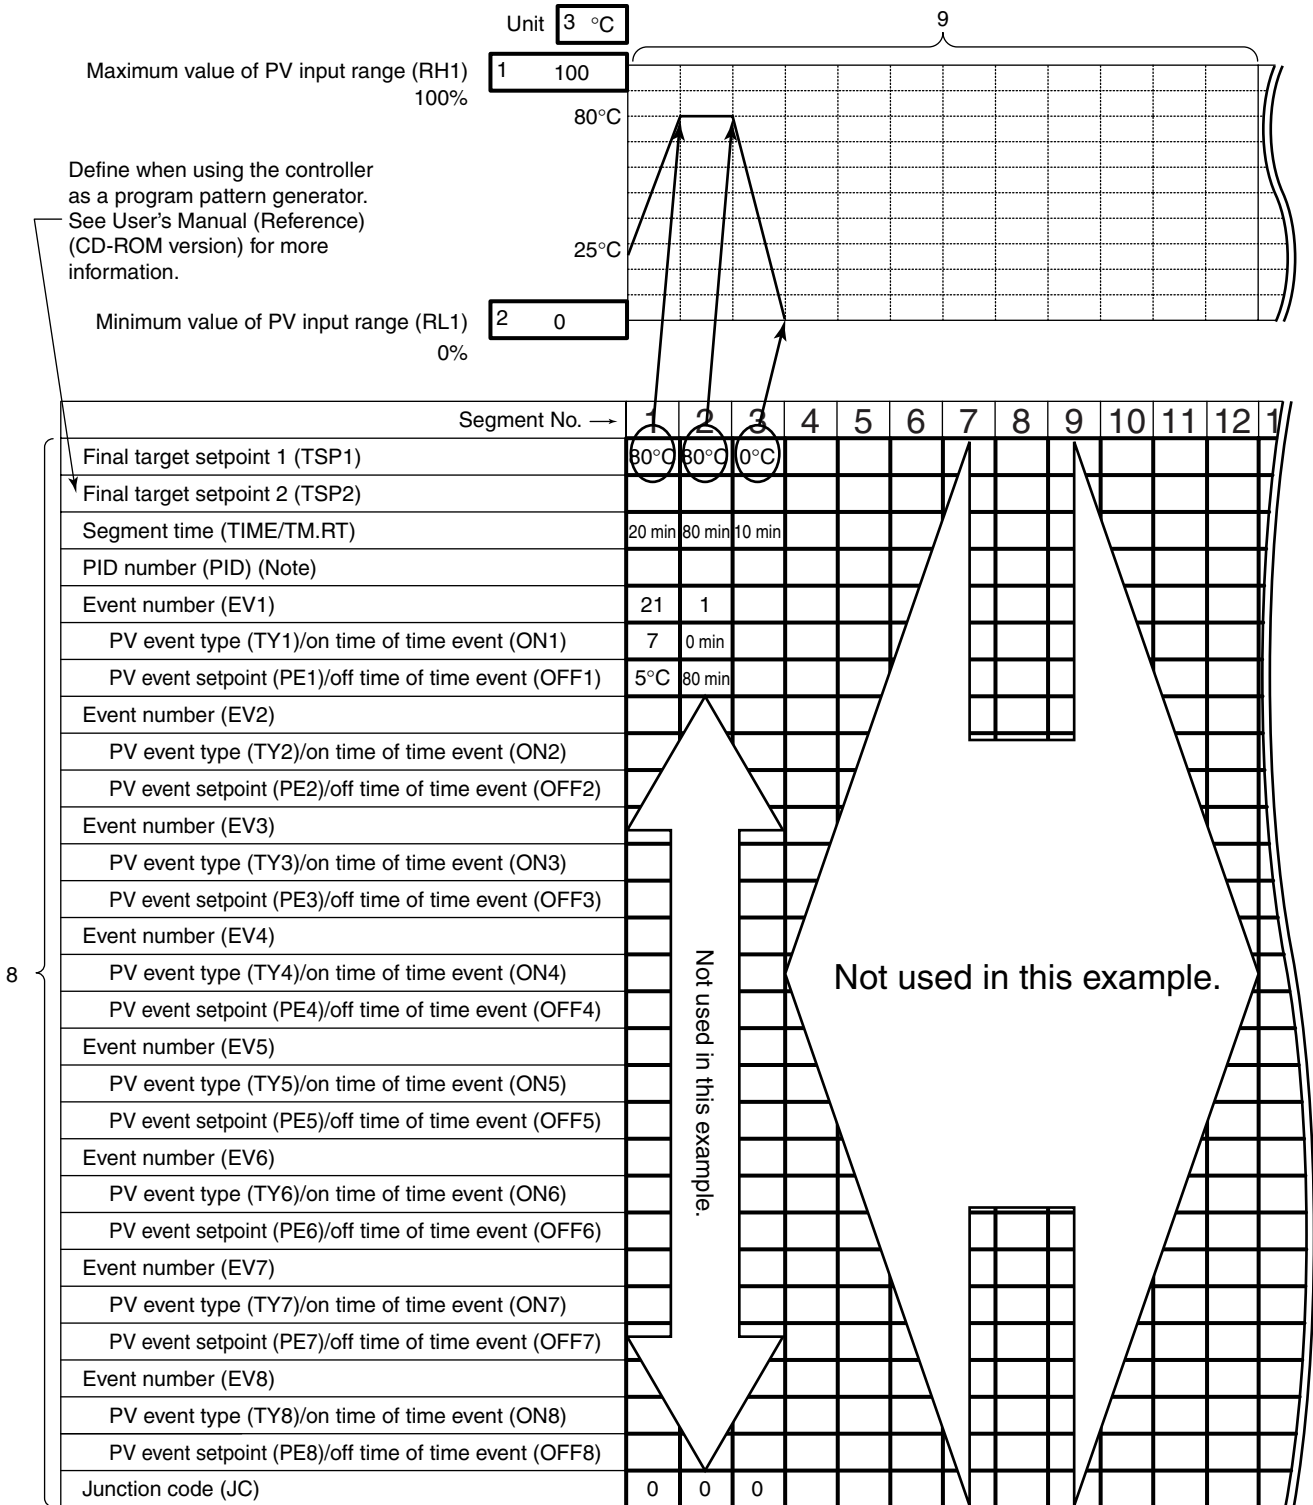 Unit 3 °C
9
Maximum value of PV input range (RH1) 1 100
100%
80°C
Define when using the controller
as a program pattern generator.
See User's Manual (Reference)
(CD-ROM version) for more
information.
25°C
Minimum value of PV input range (RL1) 2 0
0%
Segment No. → 1 2 3 4 5 6 7 8 9 10 11 12 1
Final target setpoint 1 (TSP1) 80°C 80°C 0°C
Final target setpoint 2 (TSP2)
Segment time (TIME/TM.RT) 20 min 80 min 10 min
PID number (PID) (Note)
Event number (EV1) 21 1
PV event type (TY1)/on time of time event (ON1) 7 0 min
PV event setpoint (PE1)/off time of time event (OFF1) 5°C 80 min
Event number (EV2)
PV event type (TY2)/on time of time event (ON2)
PV event setpoint (PE2)/off time of time event (OFF2)
Event number (EV3)
PV event type (TY3)/on time of time event (ON3)
PV event setpoint (PE3)/off time of time event (OFF3)
Event number (EV4)
8
PV event type (TY4)/on time of time event (ON4)
Not used in this example.
Not used in this example.
PV event setpoint (PE4)/off time of time event (OFF4)
Event number (EV5)
PV event type (TY5)/on time of time event (ON5)
PV event setpoint (PE5)/off time of time event (OFF5)
Event number (EV6)
PV event type (TY6)/on time of time event (ON6)
PV event setpoint (PE6)/off time of time event (OFF6)
Event number (EV7)
PV event type (TY7)/on time of time event (ON7)
PV event setpoint (PE7)/off time of time event (OFF7)
Event number (EV8)
PV event type (TY8)/on time of time event (ON8)
PV event setpoint (PE8)/off time of time event (OFF8)
Junction code (JC) 0 0 0